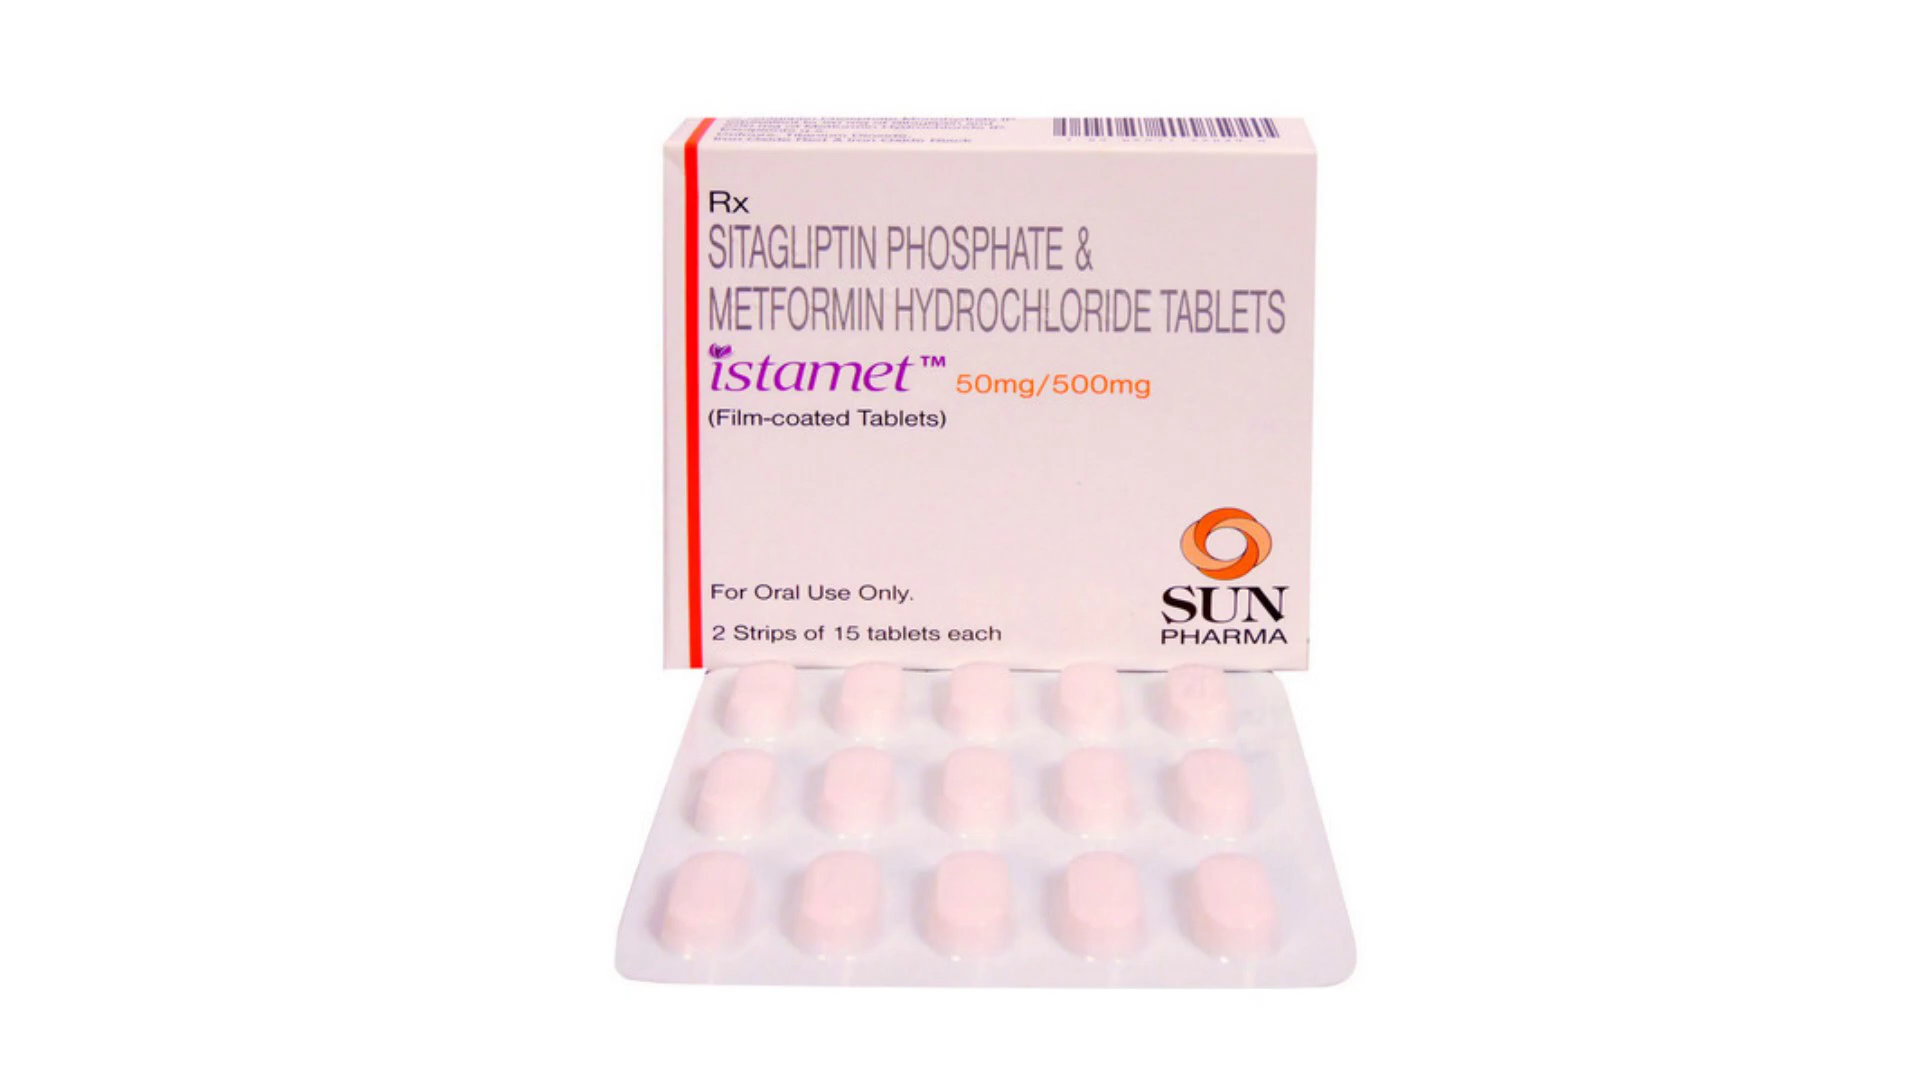 Rx
SITAGLIPTIN PHOSPHATE &
METFORMIN HYDROCHLORIDE TABLETS
istamet™ 50mg/500mg
(Film-coated Tablets)
For Oral Use Only.
2 Strips of 15 tablets each
SUN
PHARMA